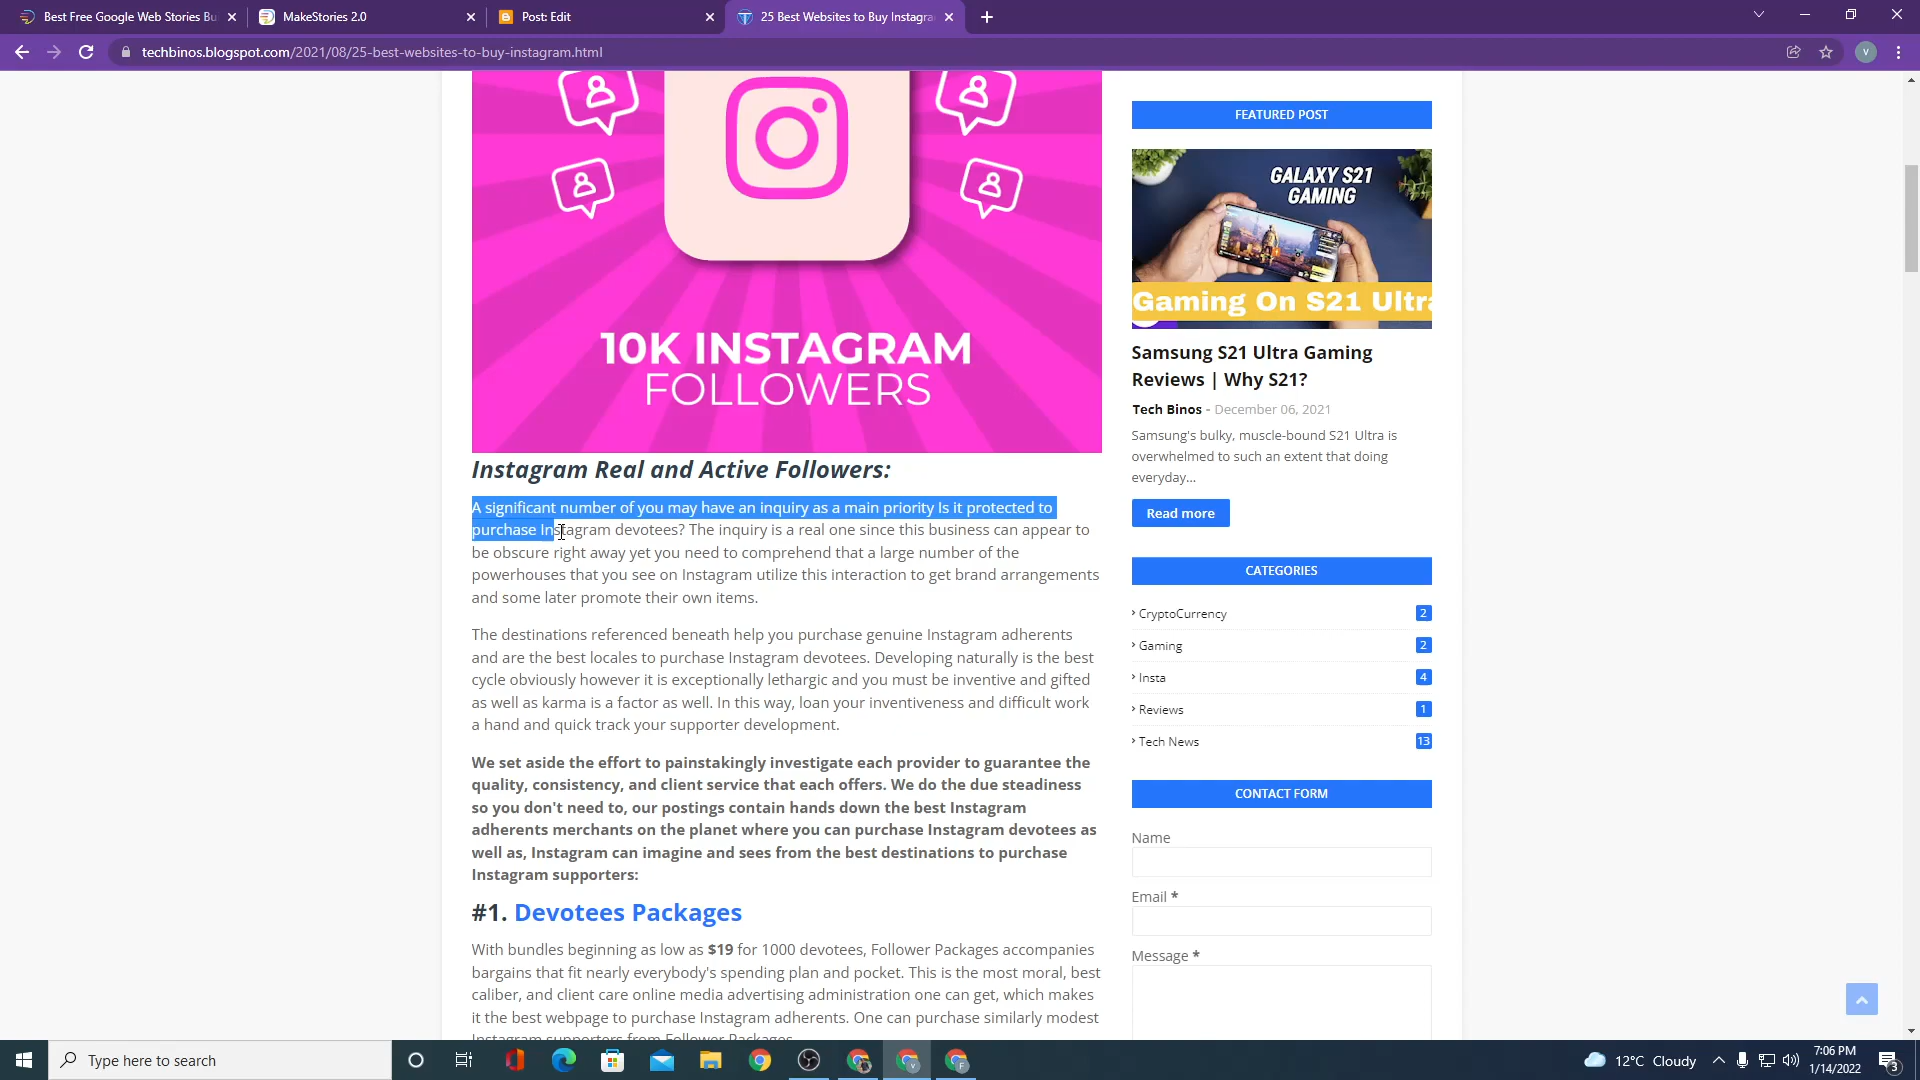 Best Free Google Web Stories Bu
MakeStories 2.0
Post: Edit
25 Best Websites to Buy Instagra
techbinos.blogspot.com/2021/08/25-best-websites-to-buy-instagram.html
V
10K INSTAGRAM
FOLLOWERS
Instagram Real and Active Followers:
A significant number of you may have an inquiry as a main priority Is it protected to
purchase Instagram devotees? The inquiry is a real one since this business can appear to
be obscure right away yet you need to comprehend that a large number of the
powerhouses that you see on Instagram utilize this interaction to get brand arrangements
and some later promote their own items.
The destinations referenced beneath help you purchase genuine Instagram adherents
and are the best locales to purchase Instagram devotees. Developing naturally is the best
cycle obviously however it is exceptionally lethargic and you must be inventive and gifted
as well as karma is a factor as well. In this way, loan your inventiveness and difficult work
a hand and quick track your supporter development.
We set aside the effort to painstakingly investigate each provider to guarantee the
quality, consistency, and client service that each offers. We do the due steadiness
so you don't need to, our postings contain hands down the best Instagram
adherents merchants on the planet where you can purchase Instagram devotees as
well as, Instagram can imagine and sees from the best destinations to purchase
Instagram supporters:
#1. Devotees Packages
With bundles beginning as low as $19 for 1000 devotees, Follower Packages accompanies
bargains that fit nearly everybody's spending plan and pocket. This is the most moral, best
caliber, and client care online media advertising administration one can get, which makes
it the best webpage to purchase Instagram adherents. One can purchase similarly modest
Instagram supporters from Follower Packages.
FEATURED POST
GALAXY S21
GAMING
Gaming On S21 Ultra
Samsung S21 Ultra Gaming
Reviews | Why S21?
Tech Binos - December 06, 2021
Samsung's bulky, muscle-bound S21 Ultra is
overwhelmed to such an extent that doing
everyday…
Read more
CATEGORIES
CryptoCurrency 2
Gaming 2
Insta 4
Reviews 1
Tech News 13
CONTACT FORM
Name
Email *
Message *
Type here to search
12°C Cloudy
7:06 PM
1/14/2022
3